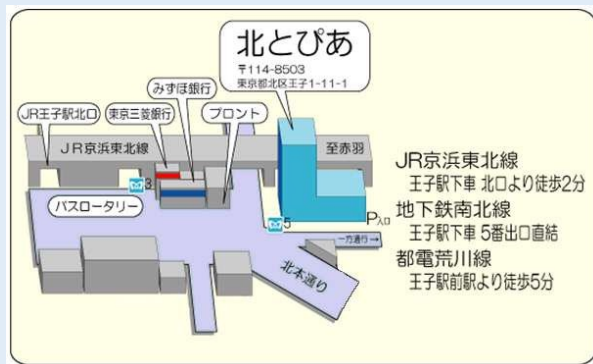 北とぴあ
〒114-8503
東京都北区王子1-11-1
みずほ銀行
JR王子駅北口
東京三菱銀行
プロント
JR京浜東北線
至赤羽
3
バスロータリー
5
P入口
一方通行→
北本通り
JR京浜東北線
王子駅下車 北口より徒歩2分
地下鉄南北線
王子駅下車 5番出口直結
都電荒川線
王子駅前駅より徒歩5分